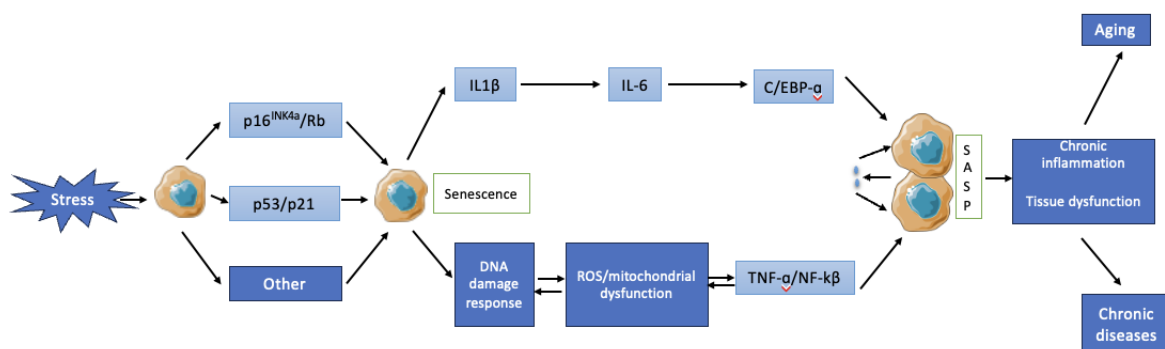 Aging
IL1β
IL-6
C/EBP-α
p16INK4a/Rb
Stress
p53/p21
Senescence
S
A
S
P
Chronic
inflammation
Tissue dysfunction
Other
DNA
damage
response
ROS/mitochondrial
dysfunction
TNF-α/NF-kβ
Chronic
diseases